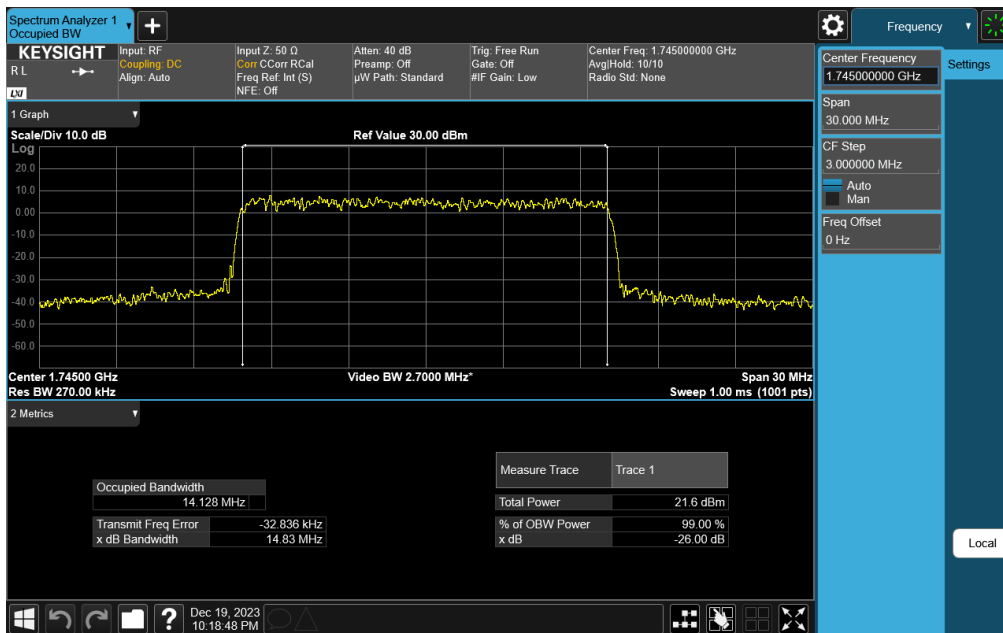 Spectrum Analyzer 1
Occupied BW
Frequency
KEYSIGHT
R L
LXI
Input: RF
Coupling: DC
Align: Auto
Input Z: 50 Ω
Corr CCorr RCal
Freq Ref: Int (S)
NFE: Off
Atten: 40 dB
Preamp: Off
µW Path: Standard
Trig: Free Run
Gate: Off
#IF Gain: Low
Center Freq: 1.745000000 GHz
Avg|Hold: 10/10
Radio Std: None
Center Frequency
1.745000000 GHz
Settings
Span
30.000 MHz
CF Step
3.000000 MHz
Auto
Man
Freq Offset
0 Hz
Local
1 Graph
Scale/Div 10.0 dB
Ref Value 30.00 dBm
Log
20.0
10.0
0.00
-10.0
-20.0
-30.0
-40.0
-50.0
-60.0
Center 1.74500 GHz
Video BW 2.7000 MHz*
Span 30 MHz
Res BW 270.00 kHz
Sweep 1.00 ms (1001 pts)
2 Metrics
Measure Trace Trace 1
Occupied Bandwidth
14.128 MHz
Total Power 21.6 dBm
Transmit Freq Error -32.836 kHz
% of OBW Power 99.00 %
x dB Bandwidth 14.83 MHz
x dB -26.00 dB
Dec 19, 2023
10:18:48 PM